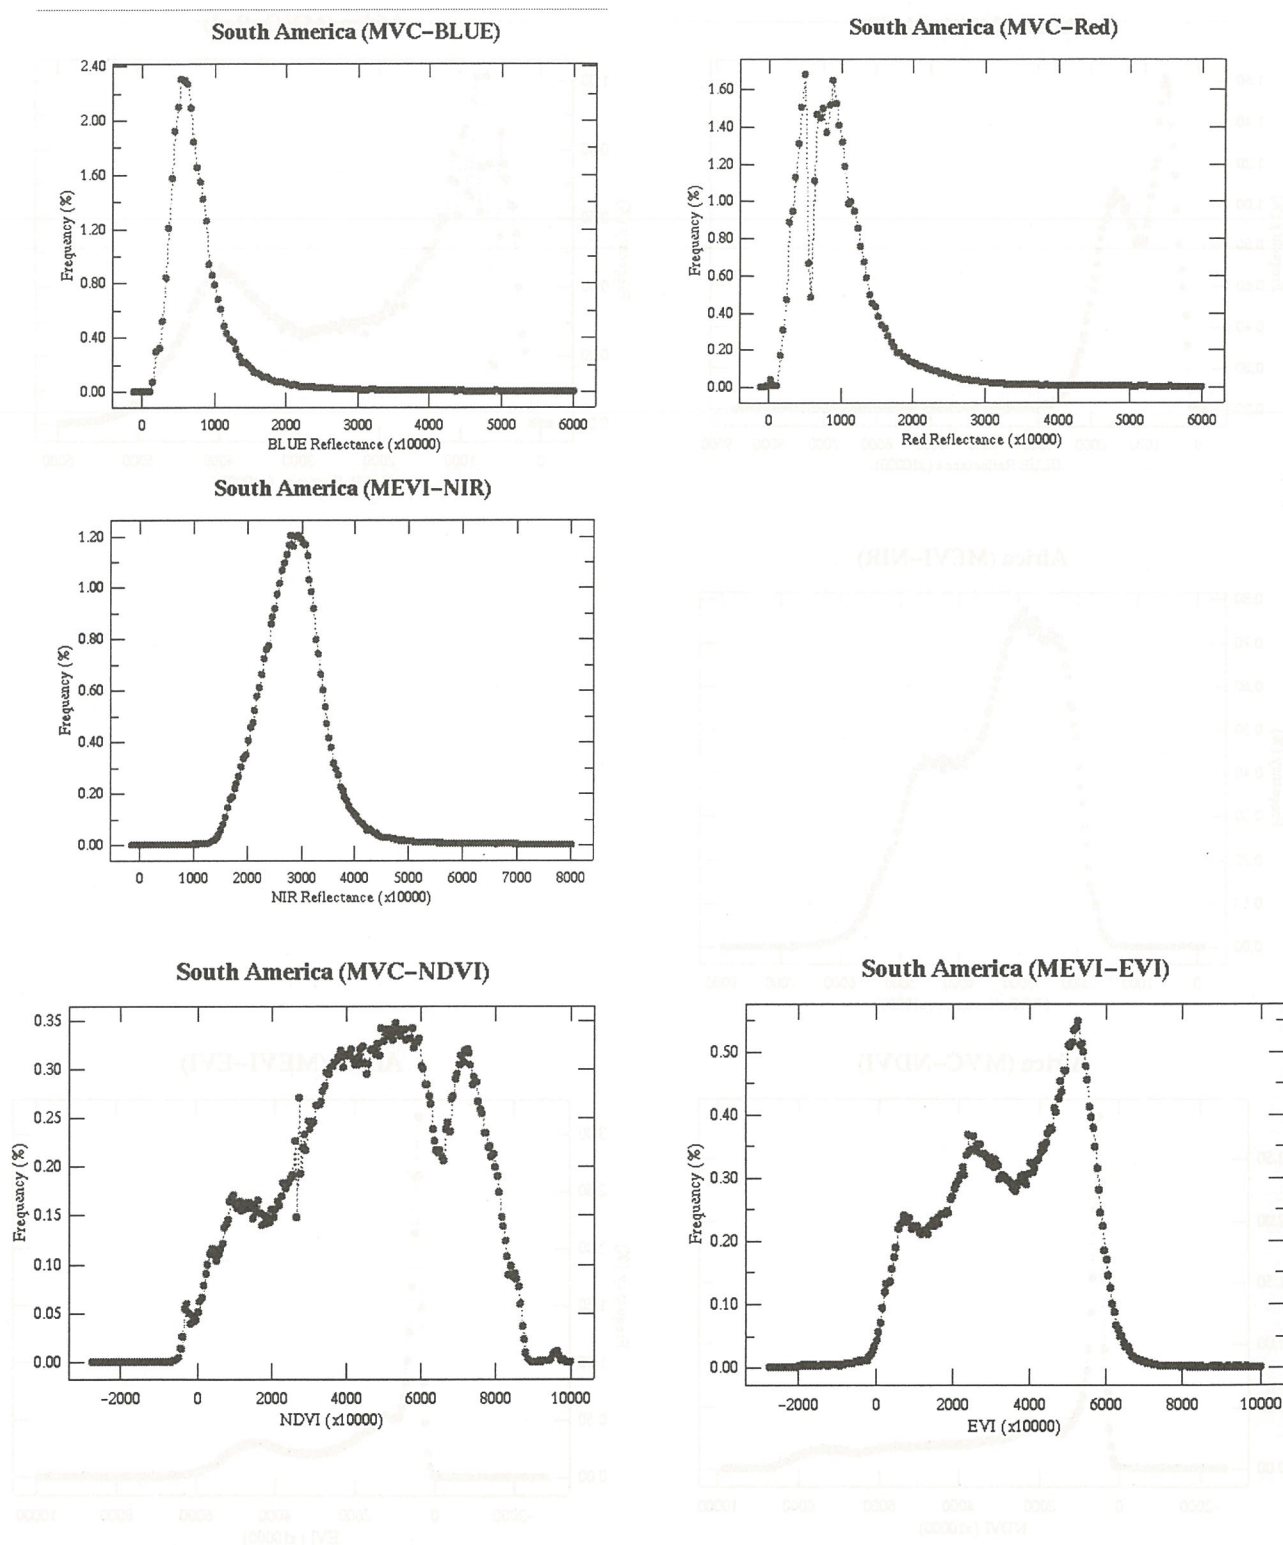 South America (MVC-BLUE)
2.40
2.00
1.60
1.20
0.80
0.40
0.00
Frequency (%)
0 1000 2000 3000 4000 5000 6000
BLUE Reflectance (x10000)
South America (MVC-Red)
1.60
1.40
1.20
1.00
0.80
0.60
0.40
0.20
0.00
Frequency (%)
0 1000 2000 3000 4000 5000 6000
Red Reflectance (x10000)
South America (MEVI-NIR)
1.20
1.00
0.80
0.60
0.40
0.20
0.00
Frequency (%)
0 1000 2000 3000 4000 5000 6000 7000 8000
NIR Reflectance (x10000)
South America (MVC-NDVI)
0.35
0.30
0.25
0.20
0.15
0.10
0.05
0.00
Frequency (%)
-2000 0 2000 4000 6000 8000 10000
NDVI (x10000)
South America (MEVI-EVI)
0.50
0.40
0.30
0.20
0.10
0.00
Frequency (%)
-2000 0 2000 4000 6000 8000 10000
EVI (x10000)